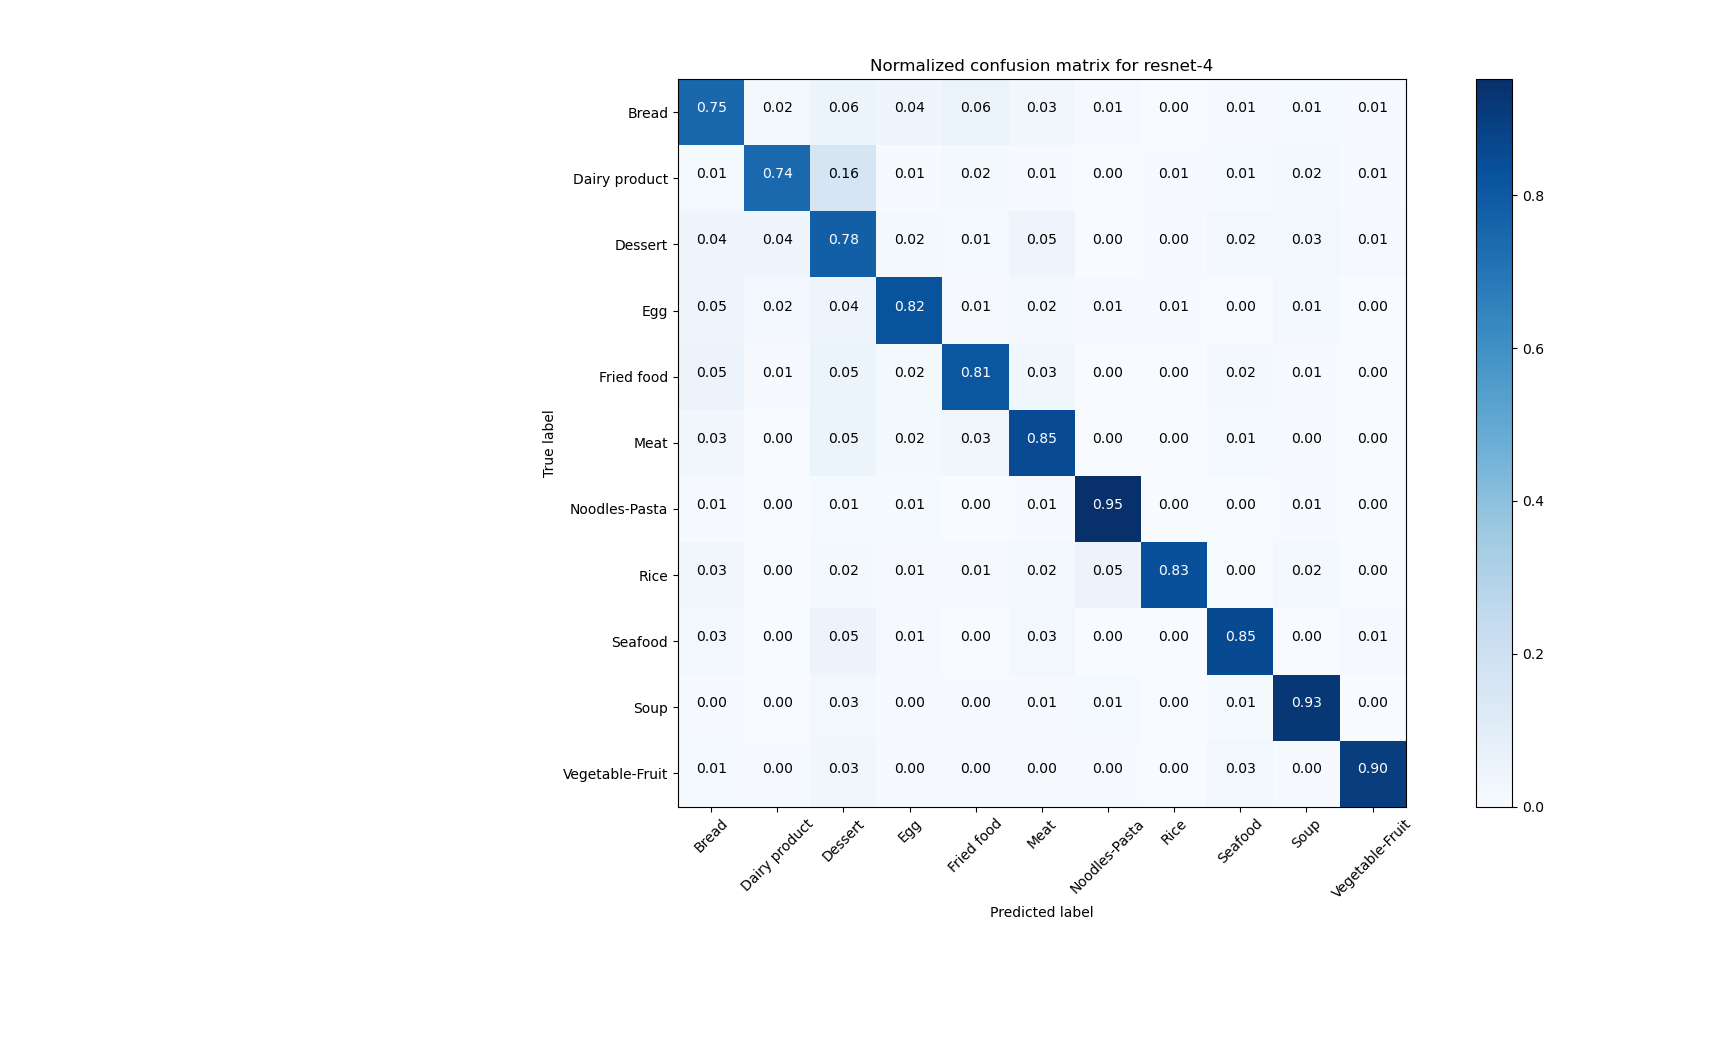 Normalized confusion matrix for resnet-4
Bread 0.75 0.02 0.06 0.04 0.06 0.03 0.01 0.00 0.01 0.01 0.01
Dairy product 0.01 0.74 0.16 0.01 0.02 0.01 0.00 0.01 0.01 0.02 0.01
Dessert 0.04 0.04 0.78 0.02 0.01 0.05 0.00 0.00 0.02 0.03 0.01
Egg 0.05 0.02 0.04 0.82 0.01 0.02 0.01 0.01 0.00 0.01 0.00
Fried food 0.05 0.01 0.05 0.02 0.81 0.03 0.00 0.00 0.02 0.01 0.00
Meat 0.03 0.00 0.05 0.02 0.03 0.85 0.00 0.00 0.01 0.00 0.00
Noodles-Pasta 0.01 0.00 0.01 0.01 0.00 0.01 0.95 0.00 0.00 0.01 0.00
Rice 0.03 0.00 0.02 0.01 0.01 0.02 0.05 0.83 0.00 0.02 0.00
Seafood 0.03 0.00 0.05 0.01 0.00 0.03 0.00 0.00 0.85 0.00 0.01
Soup 0.00 0.00 0.03 0.00 0.00 0.01 0.01 0.00 0.01 0.93 0.00
Vegetable-Fruit 0.01 0.00 0.03 0.00 0.00 0.00 0.00 0.00 0.03 0.00 0.90
True label
Bread Dairy product Dessert Egg Fried food Meat Noodles-Pasta Rice Seafood Soup Vegetable-Fruit
Predicted label
0.8
0.6
0.4
0.2
0.0